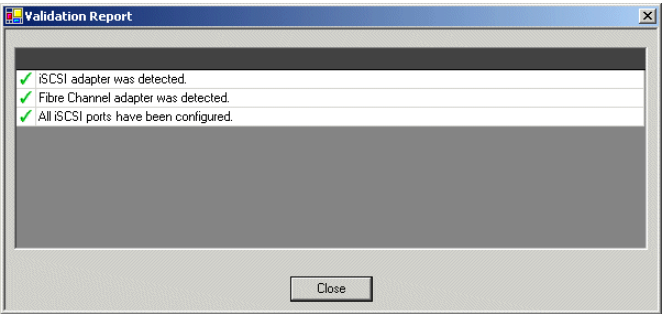 Validation Report
iSCSI adapter was detected.
Fibre Channel adapter was detected.
All iSCSI ports have been configured.
Close